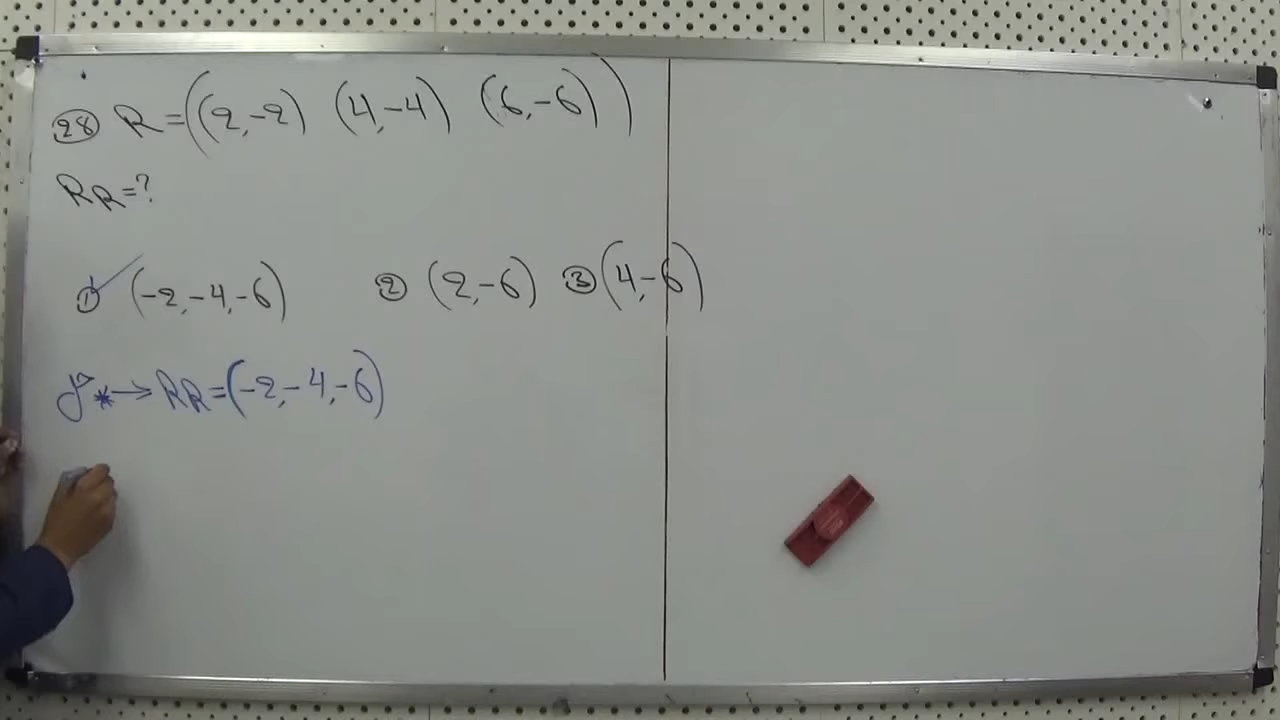 28 R=((2,-2) (4,-4) (6,-6))
RR=?
① (-2,-4,-6) ② (2,-6) ③ (4,-6)
* → RR=(-2,-4,-6)